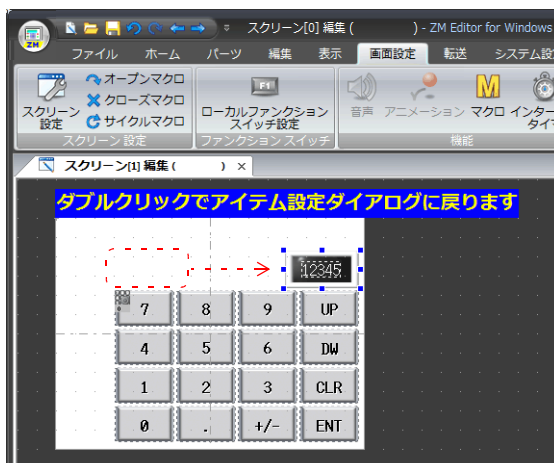 スクリーン[0] 編集 ( ) - ZM Editor for Windows
ZM
ファイル ホーム パーツ 編集 表示 画面設定 転送 システム設
オープンマクロ
クローズマクロ
サイクルマクロ
スクリーン
設定
F1
ローカルファンクション
スイッチ設定
音声 アニメーション マクロ インター
タイマ
スクリーン 設定 ファンクション スイッチ 機能
スクリーン[1] 編集 ( ) ×
ダブルクリックでアイテム設定ダイアログに戻ります
12345
7 8 9 UP
4 5 6 DW
1 2 3 CLR
0 . +/- ENT